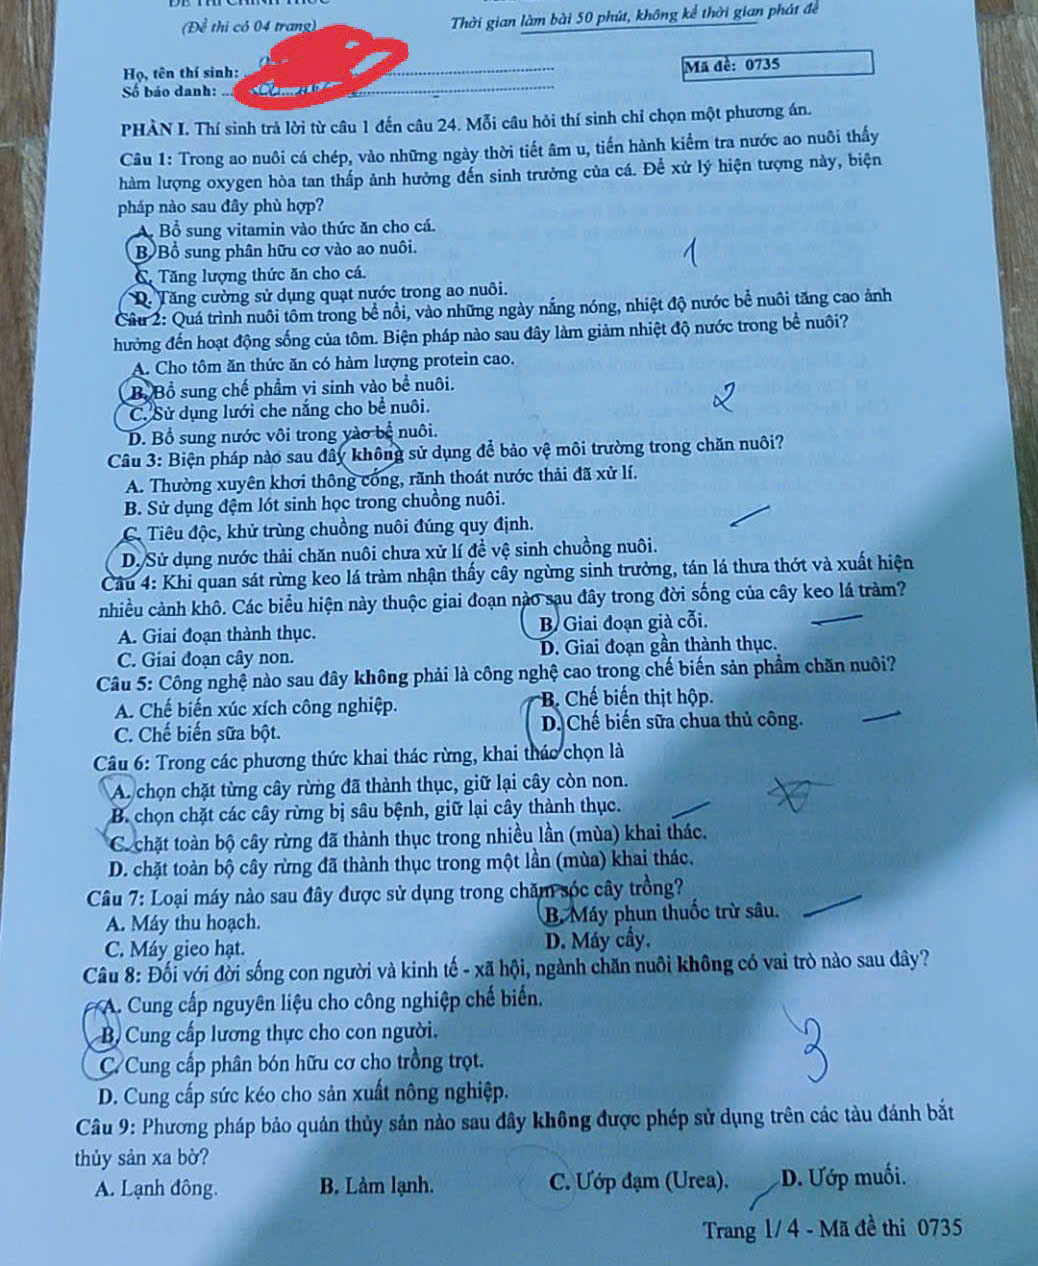 (Đề thi có 04 trang)
Thời gian làm bài 50 phút, không kể thời gian phát đề
Họ, tên thí sinh:
Mã đề: 0735
Số báo danh:
PHẦN I. Thí sinh trả lời từ câu 1 đến câu 24. Mỗi câu hỏi thí sinh chỉ chọn một phương án.
Câu 1: Trong ao nuôi cá chép, vào những ngày thời tiết âm u, tiến hành kiểm tra nước ao nuôi thấy
hàm lượng oxygen hòa tan thấp ảnh hưởng đến sinh trưởng của cá. Để xử lý hiện tượng này, biện
pháp nào sau đây phù hợp?
A. Bổ sung vitamin vào thức ăn cho cá.
B. Bổ sung phân hữu cơ vào ao nuôi.
1
C. Tăng lượng thức ăn cho cá.
D. Tăng cường sử dụng quạt nước trong ao nuôi.
Câu 2: Quá trình nuôi tôm trong bể nổi, vào những ngày nắng nóng, nhiệt độ nước bể nuôi tăng cao ảnh
hưởng đến hoạt động sống của tôm. Biện pháp nào sau đây làm giảm nhiệt độ nước trong bể nuôi?
A. Cho tôm ăn thức ăn có hàm lượng protein cao.
B. Bổ sung chế phẩm vi sinh vào bể nuôi.
2
C. Sử dụng lưới che nắng cho bể nuôi.
D. Bổ sung nước vôi trong vào bể nuôi.
Câu 3: Biện pháp nào sau đây không sử dụng để bảo vệ môi trường trong chăn nuôi?
A. Thường xuyên khơi thông cống, rãnh thoát nước thải đã xử lí.
B. Sử dụng đệm lót sinh học trong chuồng nuôi.
C. Tiêu độc, khử trùng chuồng nuôi đúng quy định.
D. Sử dụng nước thải chăn nuôi chưa xử lí để vệ sinh chuồng nuôi.
Câu 4: Khi quan sát rừng keo lá tràm nhận thấy cây ngừng sinh trưởng, tán lá thưa thớt và xuất hiện
nhiều cành khô. Các biểu hiện này thuộc giai đoạn nào sau đây trong đời sống của cây keo lá tràm?
A. Giai đoạn thành thục. B. Giai đoạn già cỗi.
C. Giai đoạn cây non. D. Giai đoạn gần thành thục.
Câu 5: Công nghệ nào sau đây không phải là công nghệ cao trong chế biến sản phẩm chăn nuôi?
A. Chế biến xúc xích công nghiệp. B. Chế biến thịt hộp.
C. Chế biến sữa bột. D. Chế biến sữa chua thủ công.
Câu 6: Trong các phương thức khai thác rừng, khai thác chọn là
A. chọn chặt từng cây rừng đã thành thục, giữ lại cây còn non.
B. chọn chặt các cây rừng bị sâu bệnh, giữ lại cây thành thục.
C. chặt toàn bộ cây rừng đã thành thục trong nhiều lần (mùa) khai thác.
D. chặt toàn bộ cây rừng đã thành thục trong một lần (mùa) khai thác.
Câu 7: Loại máy nào sau đây được sử dụng trong chăm sóc cây trồng?
A. Máy thu hoạch. B. Máy phun thuốc trừ sâu.
C. Máy gieo hạt. D. Máy cấy.
Câu 8: Đối với đời sống con người và kinh tế - xã hội, ngành chăn nuôi không có vai trò nào sau đây?
A. Cung cấp nguyên liệu cho công nghiệp chế biến.
B. Cung cấp lương thực cho con người.
3
C. Cung cấp phân bón hữu cơ cho trồng trọt.
D. Cung cấp sức kéo cho sản xuất nông nghiệp.
Câu 9: Phương pháp bảo quản thủy sản nào sau đây không được phép sử dụng trên các tàu đánh bắt
thủy sản xa bờ?
A. Lạnh đông. B. Làm lạnh. C. Ướp đạm (Urea). D. Ướp muối.
Trang 1/ 4 - Mã đề thi 0735